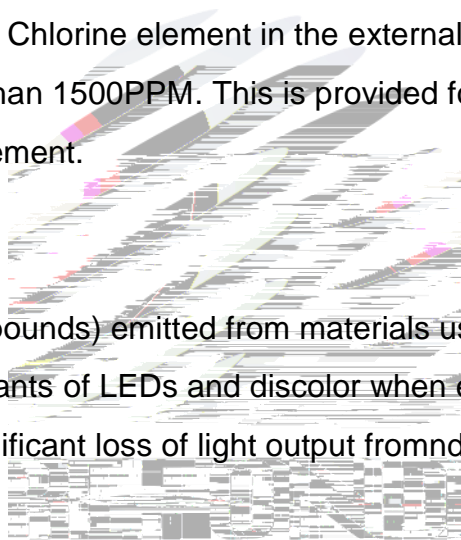 Chlorine element in the external
han 1500PPM. This is provided fo
ement.
ounds) emitted from materials us
ants of LEDs and discolor when e
ificant loss of light output fromnd